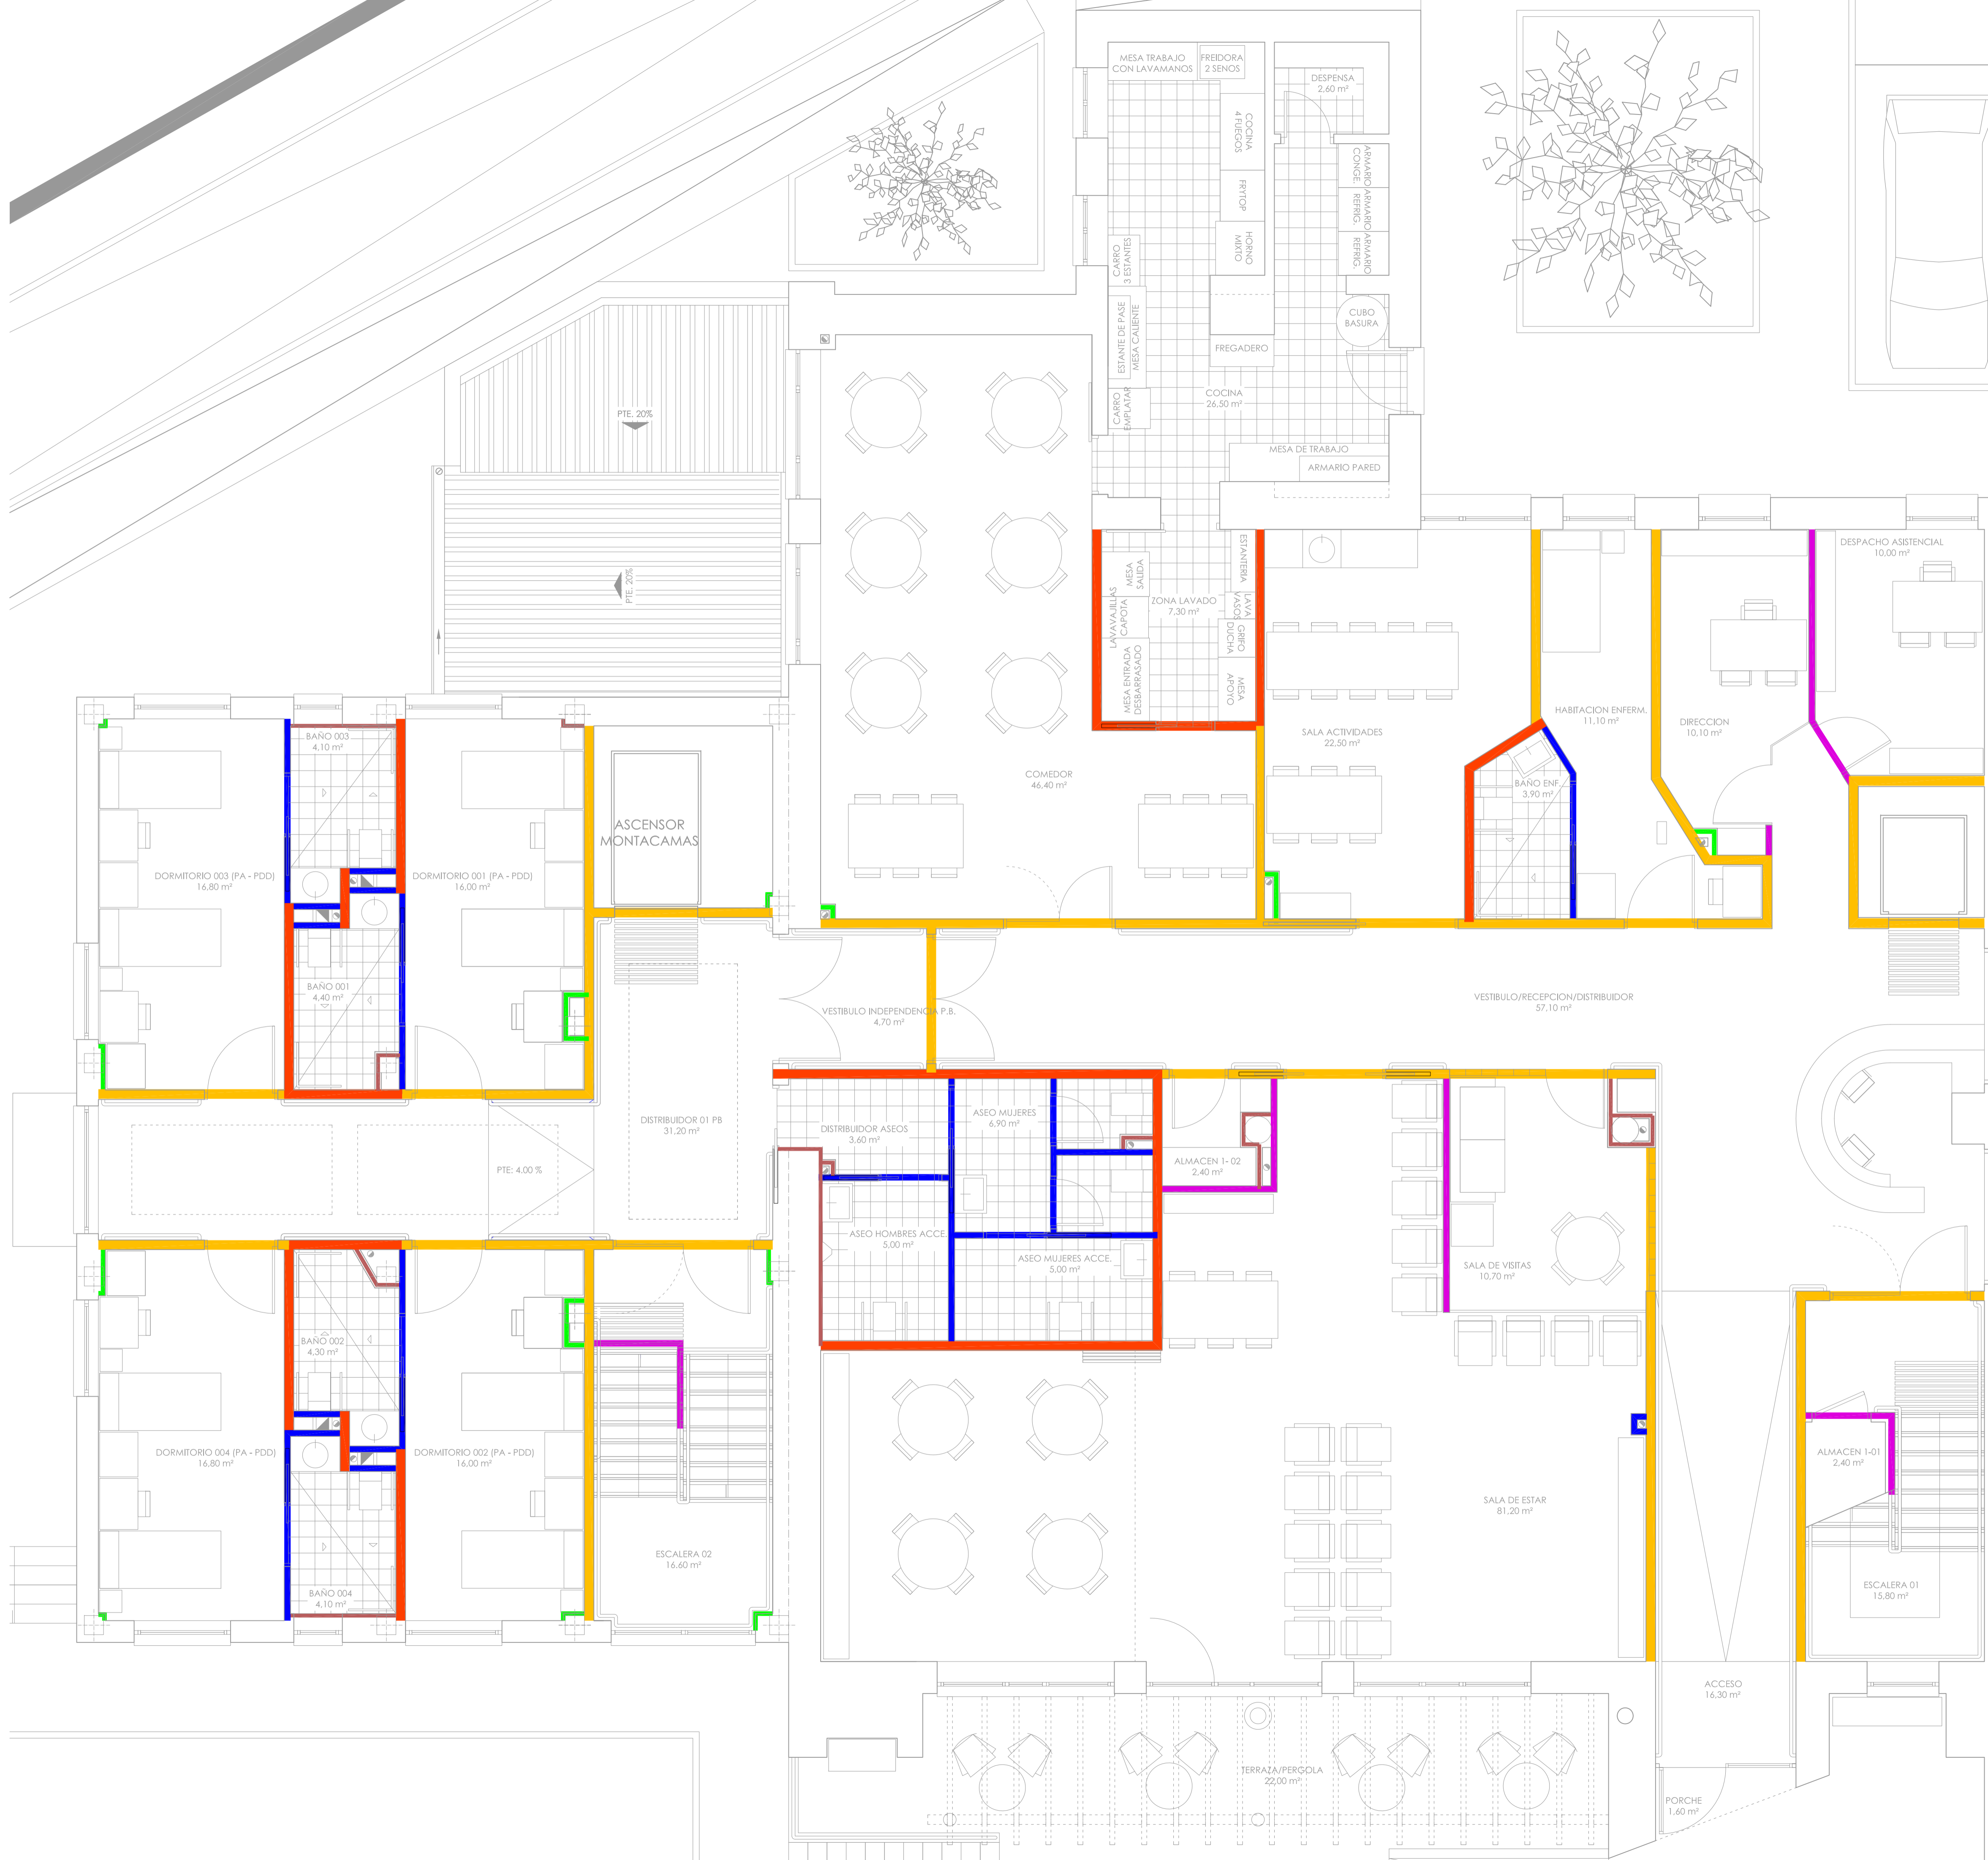 MESA TRABAJO
CON LAVAMANOS
FREIDORA
2 SENOS
DESPENSA
2.60 m²
COCINA
4 FUEGOS
ARMARIO
CONGE.
FRYTOP
ARMARIO
REFRIG.
HORNO
MIXTO
ARMARIO
REFRIG.
CARRO
3 ESTANTES
ESTANTE DE PASE
MESA CALIENTE
CUBO
BASURA
FREGADERO
CARRO
EMPLATAR
COCINA
26,50 m²
PTE. 20%
MESA DE TRABAJO
ARMARIO PARED
PTE. 20%
ESTANTERIA
MESA
SALIDA
LAVAVAJILLAS
CAPOTA
ZONA LAVADO
7,30 m²
LAVA
VASOS
GRIFO
DUCHA
MESA ENTRADA
DESBARRASADO
MESA
APOYO
DESPACHO ASISTENCIAL
10,00 m²
HABITACION ENFERM.
11,10 m²
DIRECCION
10,10 m²
SALA ACTIVIDADES
22,50 m²
BAÑO 003
4,10 m²
COMEDOR
46,40 m²
BAÑO ENF.
3,90 m²
ASCENSOR
MONTACAMAS
DORMITORIO 003 (PA - PDD)
16,80 m²
DORMITORIO 001 (PA - PDD)
16,00 m²
BAÑO 001
4,40 m²
VESTIBULO INDEPENDENCIA P.B.
4,70 m²
VESTIBULO/RECEPCION/DISTRIBUIDOR
57,10 m²
DISTRIBUIDOR 01 PB
31,20 m²
DISTRIBUIDOR ASEOS
3,60 m²
ASEO MUJERES
6,90 m²
ALMACEN 1- 02
2,40 m²
PTE: 4.00 %
ASEO HOMBRES ACCE.
5,00 m²
ASEO MUJERES ACCE.
5,00 m²
SALA DE VISITAS
10,70 m²
BAÑO 002
4,30 m²
DORMITORIO 004 (PA - PDD)
16,80 m²
DORMITORIO 002 (PA - PDD)
16,00 m²
ALMACEN 1-01
2,40 m²
SALA DE ESTAR
81,20 m²
ESCALERA 02
16,60 m²
BAÑO 004
4,10 m²
ESCALERA 01
15,80 m²
ACCESO
16,30 m²
TERRAZA/PERGOLA
22,00 m²
PORCHE
1,60 m²